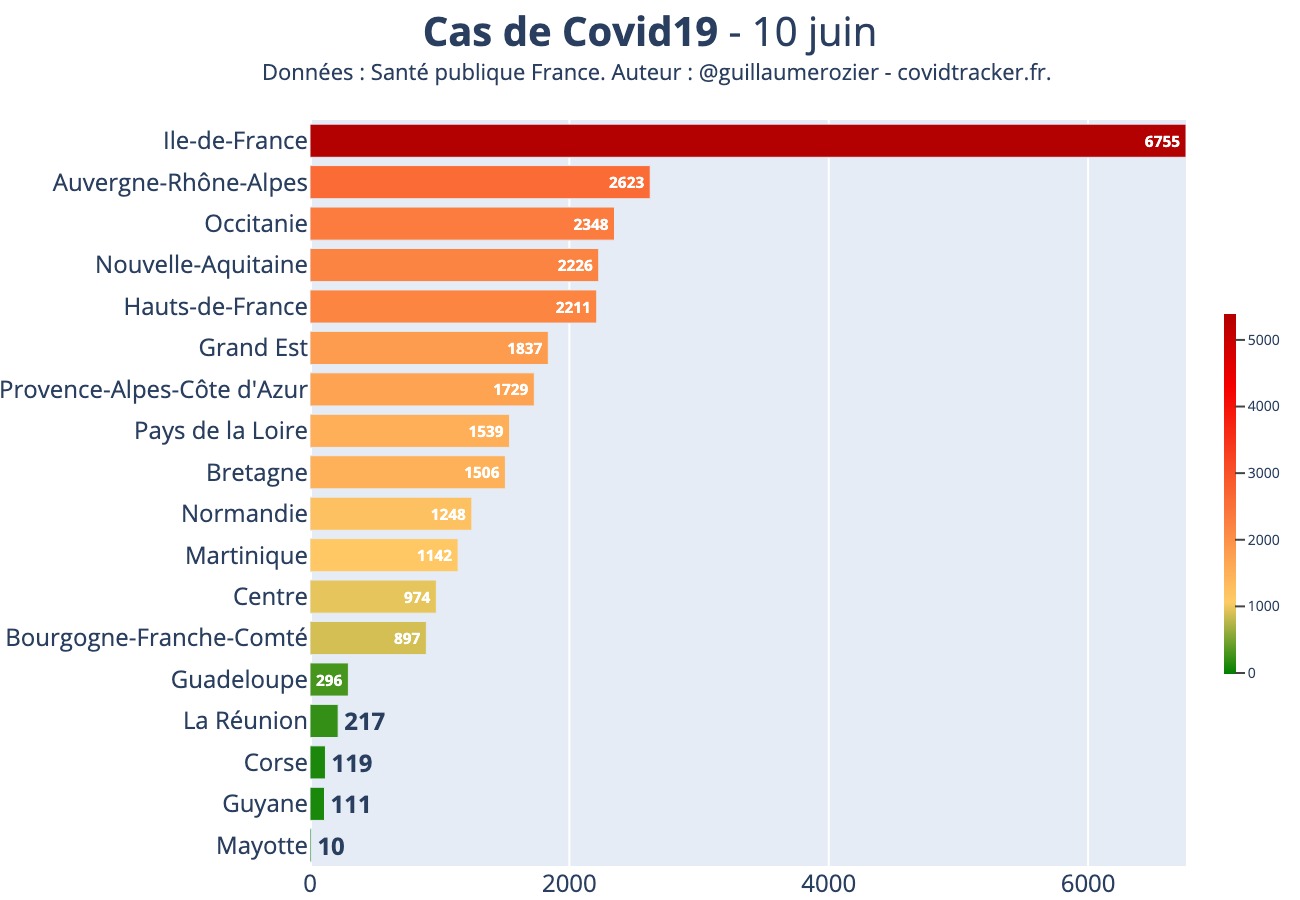 Cas de Covid19 - 10 juin
Données : Santé publique France. Auteur : @guillaumerozier - covidtracker.fr.
Ile-de-France 6755
Auvergne-Rhône-Alpes 2623
Occitanie 2348
Nouvelle-Aquitaine 2226
Hauts-de-France 2211
Grand Est 1837
Provence-Alpes-Côte d'Azur 1729
Pays de la Loire 1539
Bretagne 1506
Normandie 1248
Martinique 1142
Centre 974
Bourgogne-Franche-Comté 897
Guadeloupe 296
La Réunion 217
Corse 119
Guyane 111
Mayotte 10
0 2000 4000 6000
5000
4000
3000
2000
1000
0